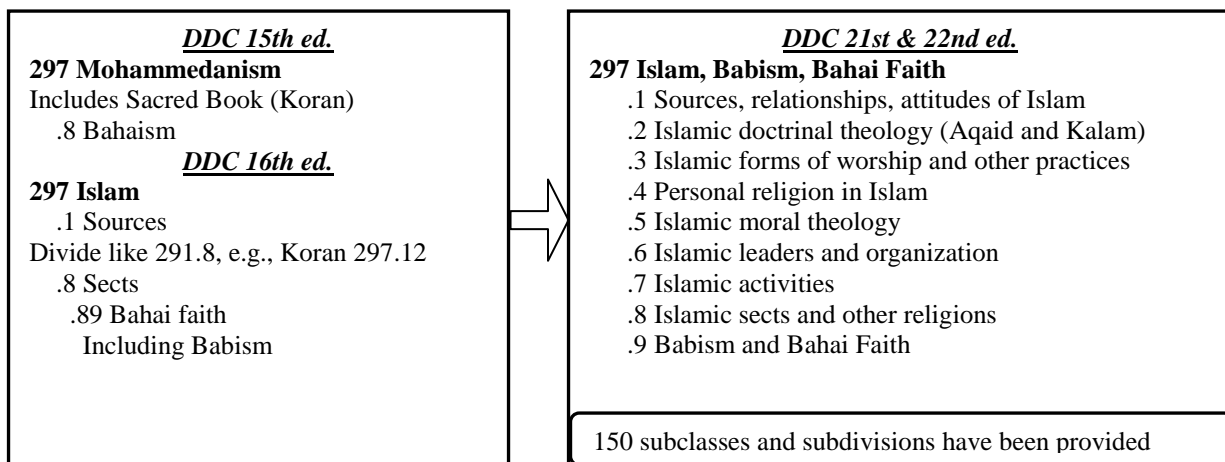 DDC 15th ed.
297 Mohammedanism
Includes Sacred Book (Koran)
.8 Bahaism
DDC 16th ed.
297 Islam
.1 Sources
Divide like 291.8, e.g., Koran 297.12
.8 Sects
.89 Bahai faith
Including Babism
DDC 21st & 22nd ed.
297 Islam, Babism, Bahai Faith
.1 Sources, relationships, attitudes of Islam
.2 Islamic doctrinal theology (Aqaid and Kalam)
.3 Islamic forms of worship and other practices
.4 Personal religion in Islam
.5 Islamic moral theology
.6 Islamic leaders and organization
.7 Islamic activities
.8 Islamic sects and other religions
.9 Babism and Bahai Faith
150 subclasses and subdivisions have been provided